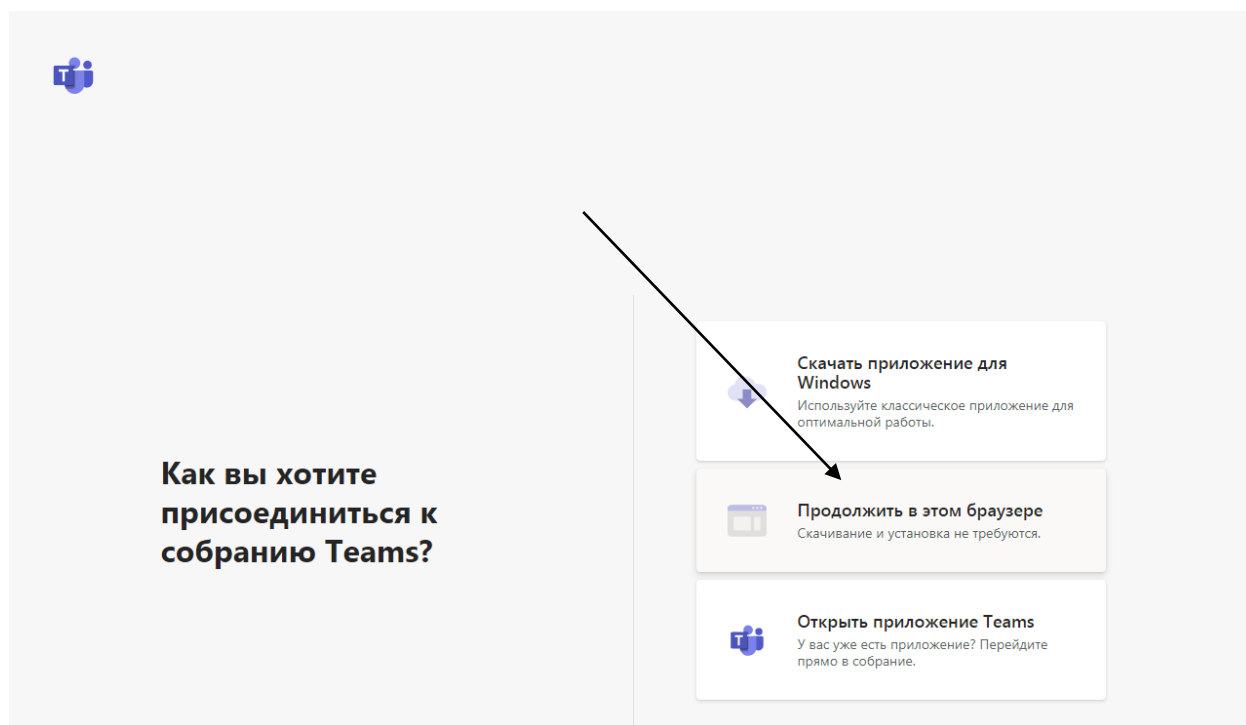 Как вы хотите
присоединиться к
собранию Teams?
Скачать приложение для
Windows
Используйте классическое приложение для
оптимальной работы.
Продолжить в этом браузере
Скачивание и установка не требуются.
Открыть приложение Teams
У вас уже есть приложение? Перейдите
прямо в собрание.